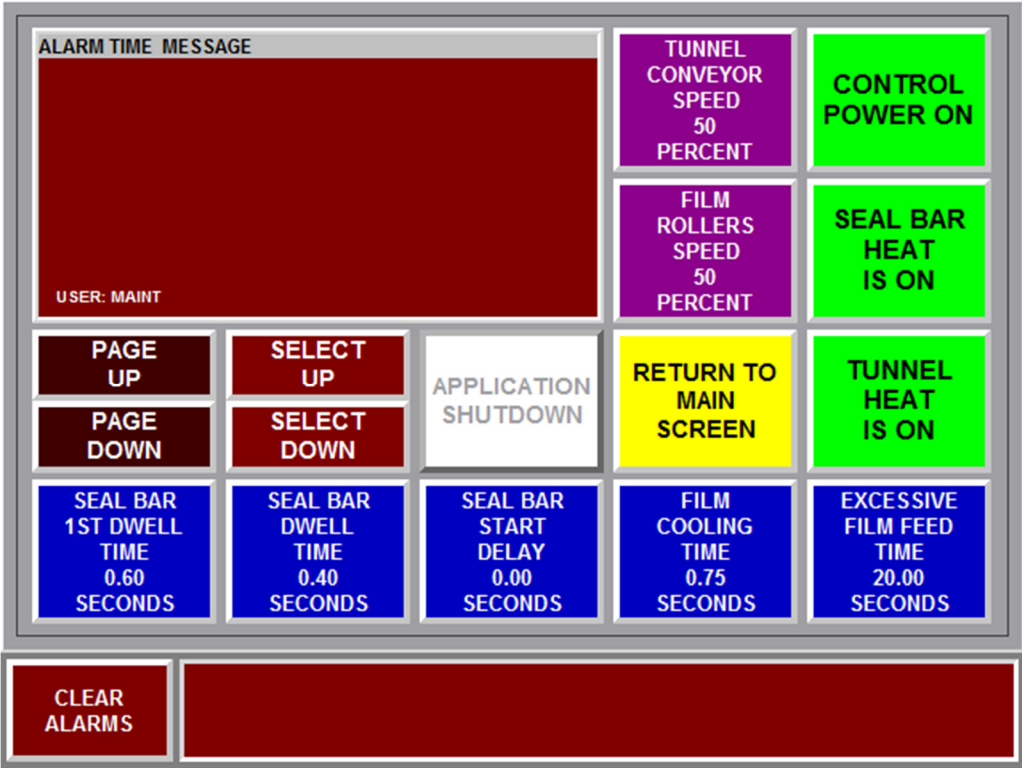 ALARM TIME  MESSAGE
USER: MAINT
TUNNEL
CONVEYOR
SPEED
50
PERCENT
CONTROL
POWER ON
FILM
ROLLERS
SPEED
50
PERCENT
SEAL BAR
HEAT
IS ON
PAGE
UP
SELECT
UP
PAGE
DOWN
SELECT
DOWN
APPLICATION
SHUTDOWN
RETURN TO
MAIN
SCREEN
TUNNEL
HEAT
IS ON
SEAL BAR
1ST DWELL
TIME
0.60
SECONDS
SEAL BAR
DWELL
TIME
0.40
SECONDS
SEAL BAR
START
DELAY
0.00
SECONDS
FILM
COOLING
TIME
0.75
SECONDS
EXCESSIVE
FILM FEED
TIME
20.00
SECONDS
CLEAR
ALARMS